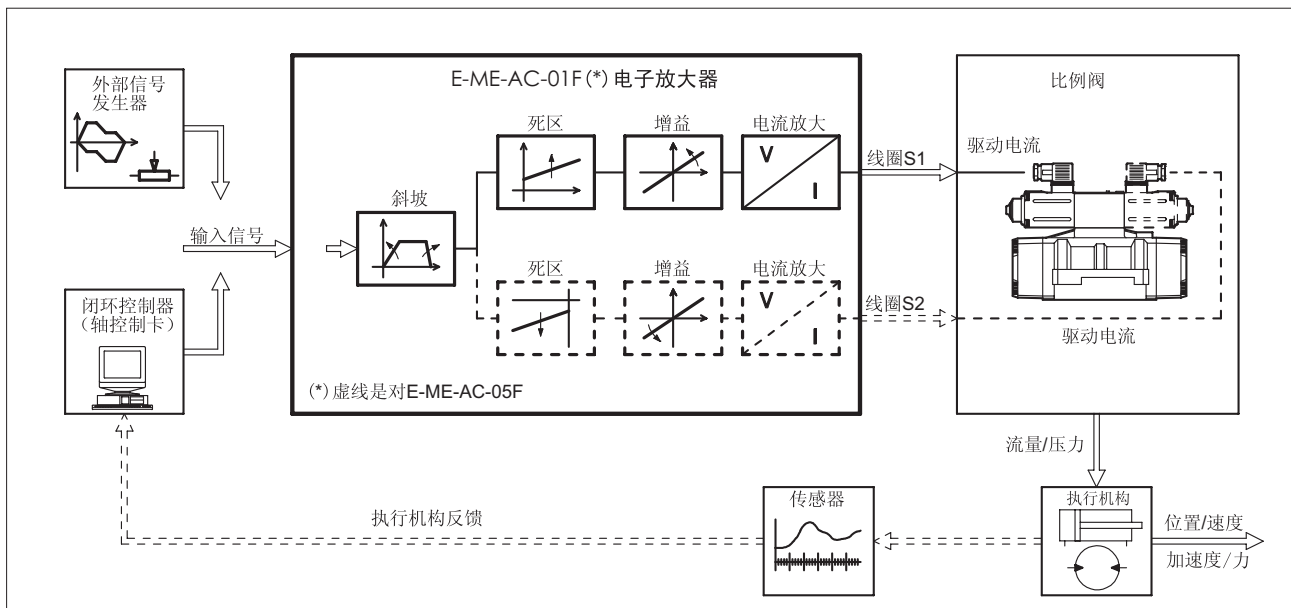 外部信号
发生器
输入信号
闭环控制器
（轴控制卡）
E-ME-AC-01F(*)电子放大器
斜坡
死区
增益
电流放大
V
I
死区
增益
电流放大
V
I
(*)虚线是对E-ME-AC-05F
线圈S1
线圈S2
比例阀
驱动电流
驱动电流
流量/压力
执行机构
位置/速度
加速度/力
传感器
执行机构反馈